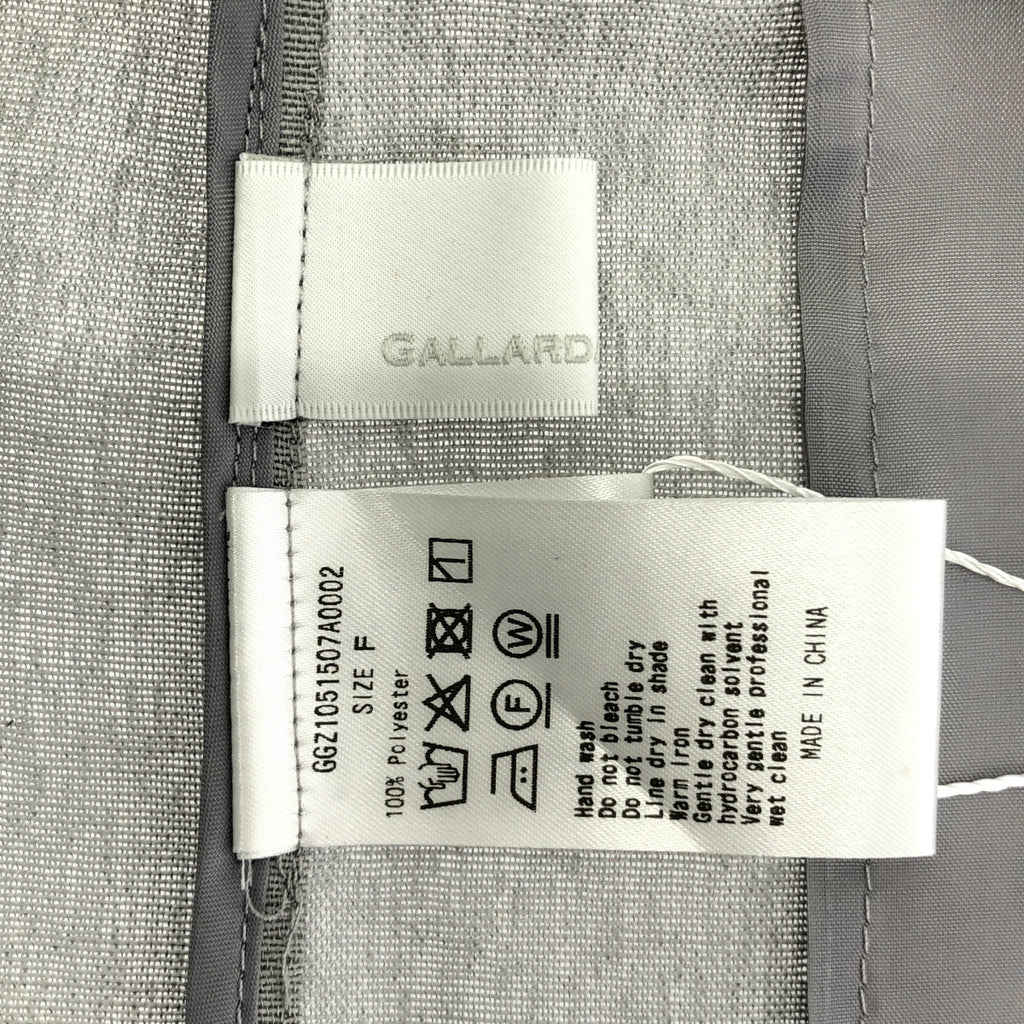 GALLARD
GGZ1051507A0002
SIZE F
100% Polyester
W
F
Hand wash
Do not bleach
Do not tumble dry
Line dry in shade
Warm iron
Gentle dry clean with
hydrocarbon solvent
Very gentle professional
wet clean
MADE IN CHINA